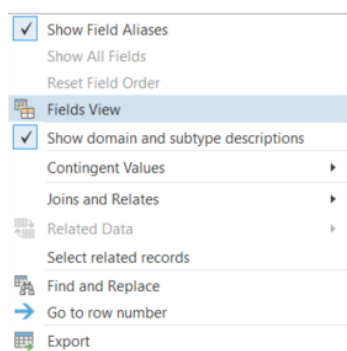 Show Field Aliases
Show All Fields
Reset Field Order
Fields View
Show domain and subtype descriptions
Contingent Values
Joins and Relates
Related Data
Select related records
Find and Replace
Go to row number
Export